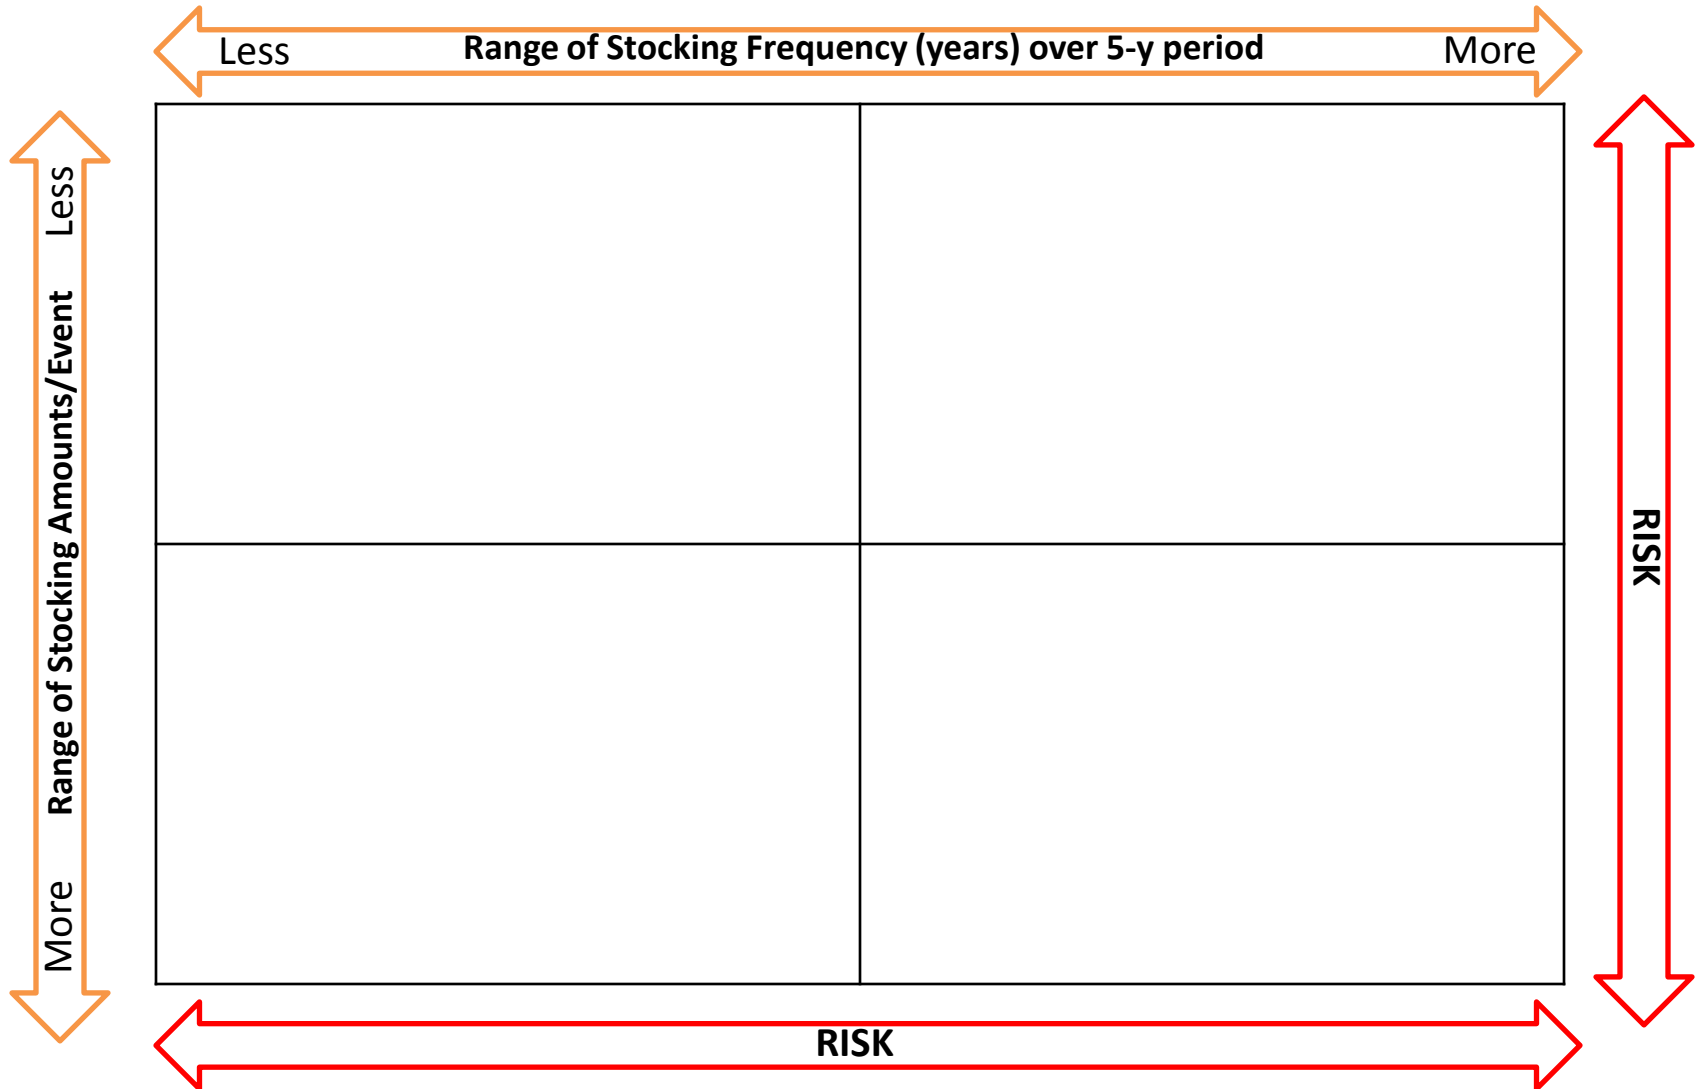 Less Range of Stocking Frequency (years) over 5-y period More
More Range of Stocking Amounts/Event Less
RISK
RISK